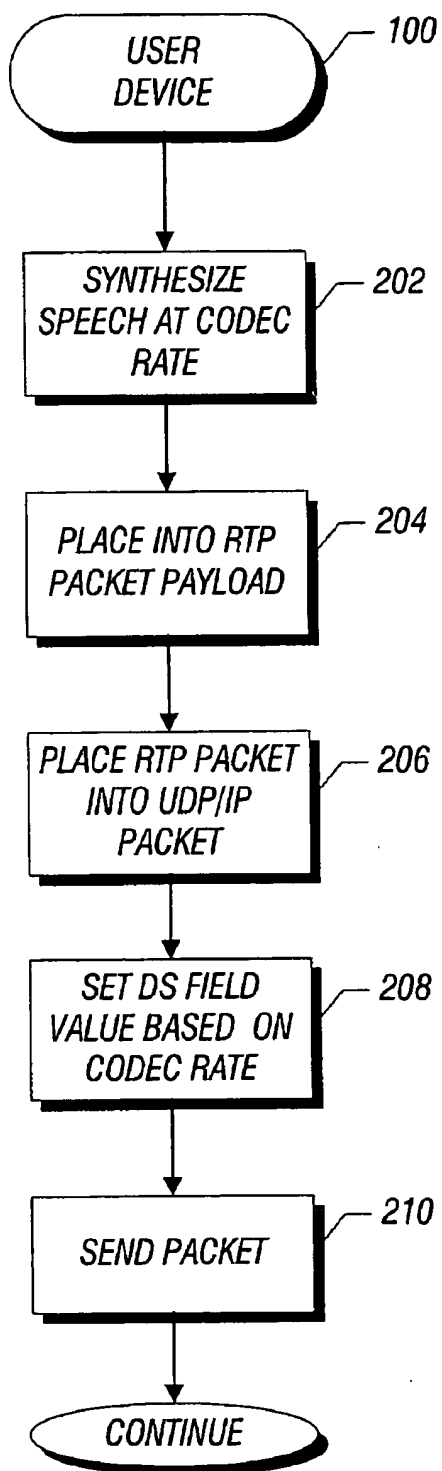 USER
DEVICE
100
SYNTHESIZE
SPEECH AT CODEC
RATE
202
PLACE INTO RTP
PACKET PAYLOAD
204
PLACE RTP PACKET
INTO UDP/IP
PACKET
206
SET DS FIELD
VALUE BASED ON
CODEC RATE
208
SEND PACKET
210
CONTINUE